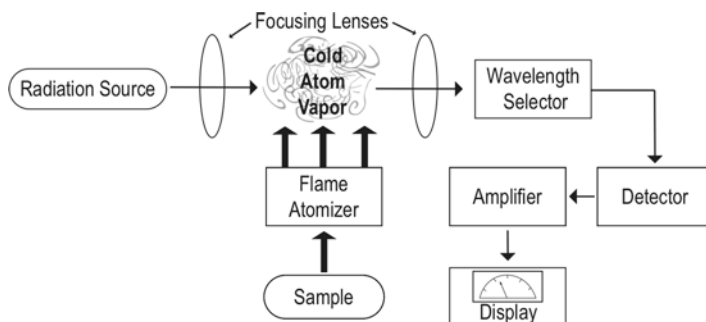 Focusing Lenses
Radiation Source
Cold
Atom
Vapor
Wavelength
Selector
Flame
Atomizer
Amplifier
Detector
Sample
Display